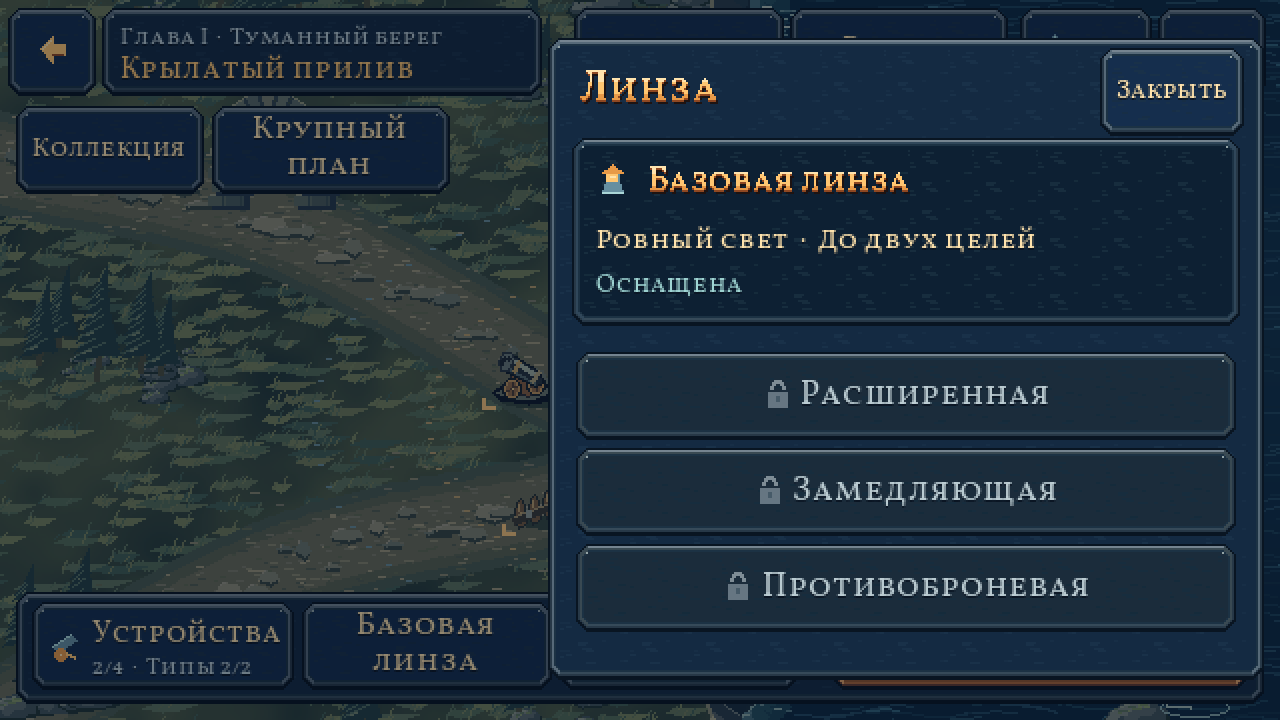 Глава I · Туманный берег
Крылатый прилив
Коллекция
Крупный
план
Линза
Закрыть
Базовая линза
Ровный свет · До двух целей
Оснащена
Расширенная
Замедляющая
Противоброневая
Устройства
2/4 · Типы 2/2
Базовая
линза